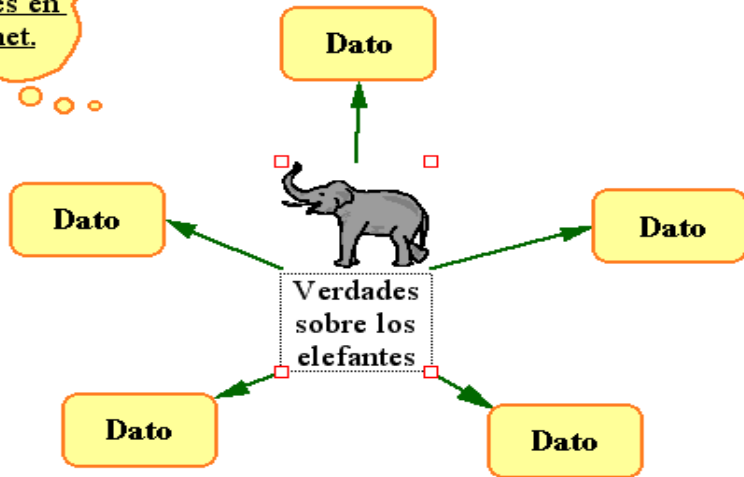 es en
net.
Dato
Dato
Dato
Verdades
sobre los
elefantes
Dato
Dato